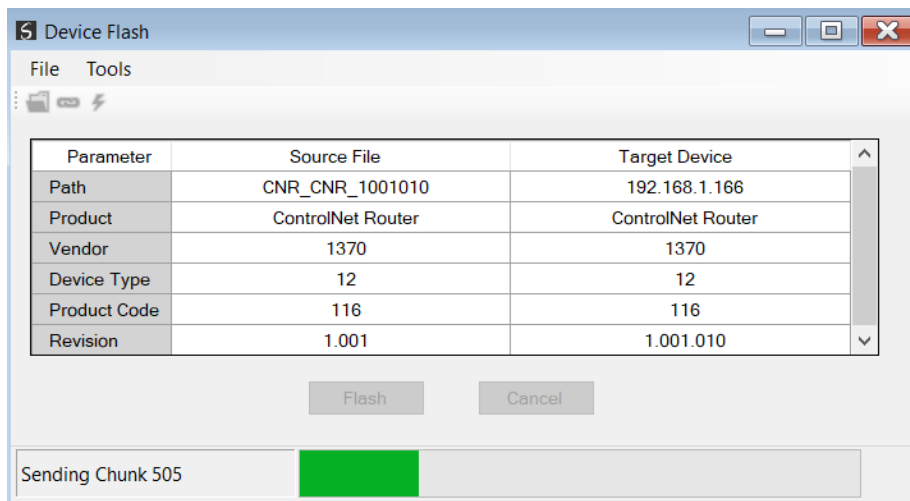 Device Flash
File Tools
Parameter Source File Target Device
Path CNR_CNR_1001010 192.168.1.166
Product ControlNet Router ControlNet Router
Vendor 1370 1370
Device Type 12 12
Product Code 116 116
Revision 1.001 1.001.010
Flash Cancel
Sending Chunk 505